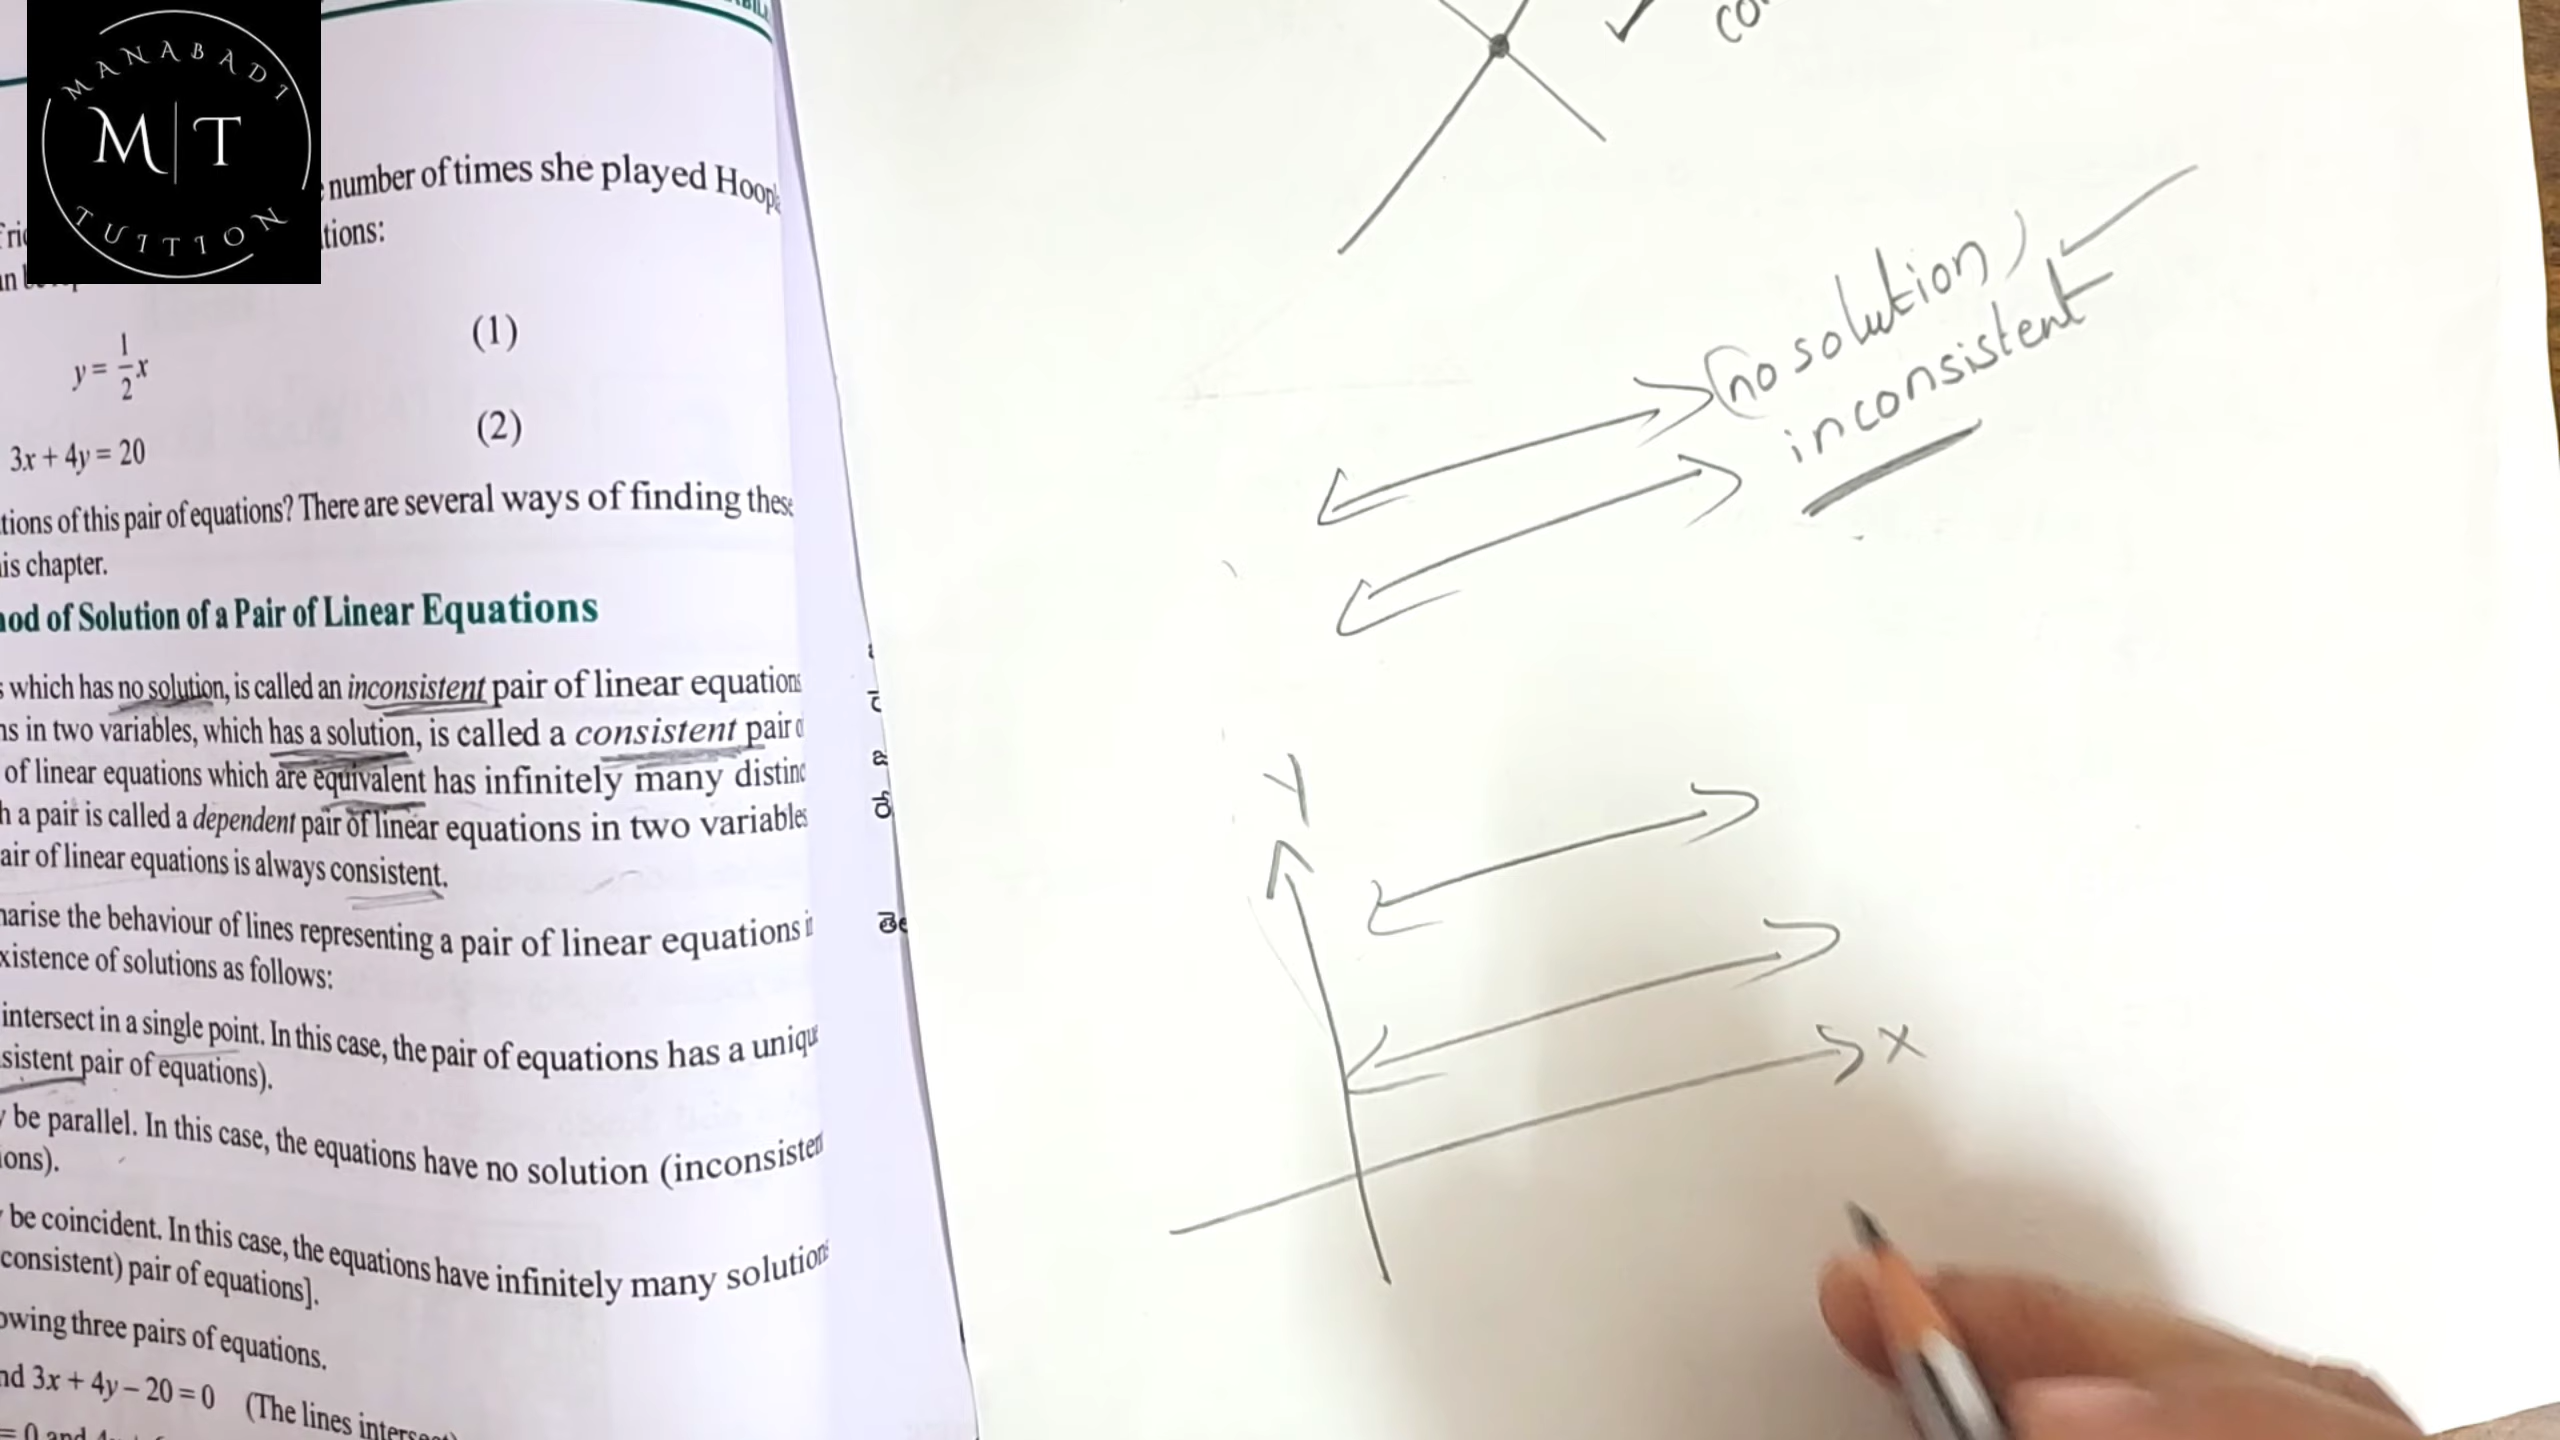 MANABADI
M|T
TUITION
number of times she played
tions:
y = 1/2 x (1)
3x + 4y = 20 (2)
tions of this pair of equations? There are several ways of finding these
is chapter.
od of Solution of a Pair of Linear Equations
which has no solution, is called an inconsistent pair of linear equations
in two variables, which has a solution, is called a consistent pair
of linear equations which are equivalent has infinitely many
a pair is called a dependent pair of linear equations in two variables
air of linear equations is always consistent.
arise the behaviour of lines representing a pair of linear equations
xistence of solutions as follows:
intersect in a single point. In this case, the pair of equations has a
sistent pair of equations).
be parallel. In this case, the equations have no solution (inconsisten
ions).
be coincident. In this case, the equations have infinitely many solutions
consistent) pair of equations].
owing three pairs of equations.
nd 3x + 4y – 20 = 0 (The lines intersect)
= 0 and
co
(no solution)
inconsistent
y
x